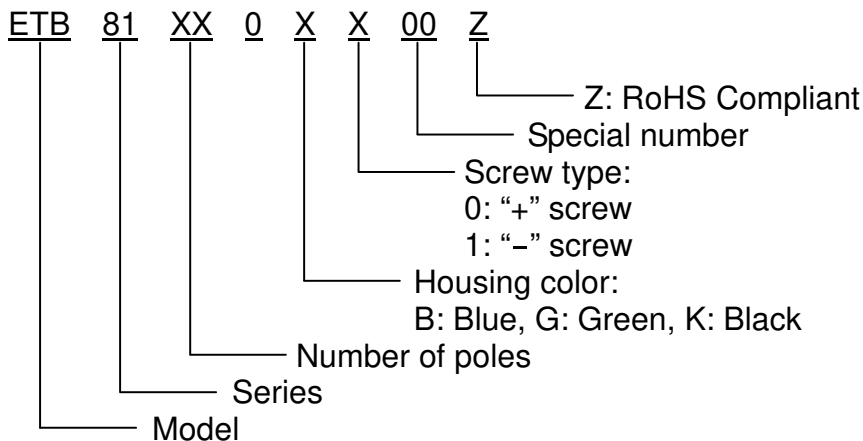 ETB 81 XX 0 X X 00 Z
Z: RoHS Compliant
Special number
Screw type:
0: “+” screw
1: “−” screw
Housing color:
B: Blue, G: Green, K: Black
Number of poles
Series
Model